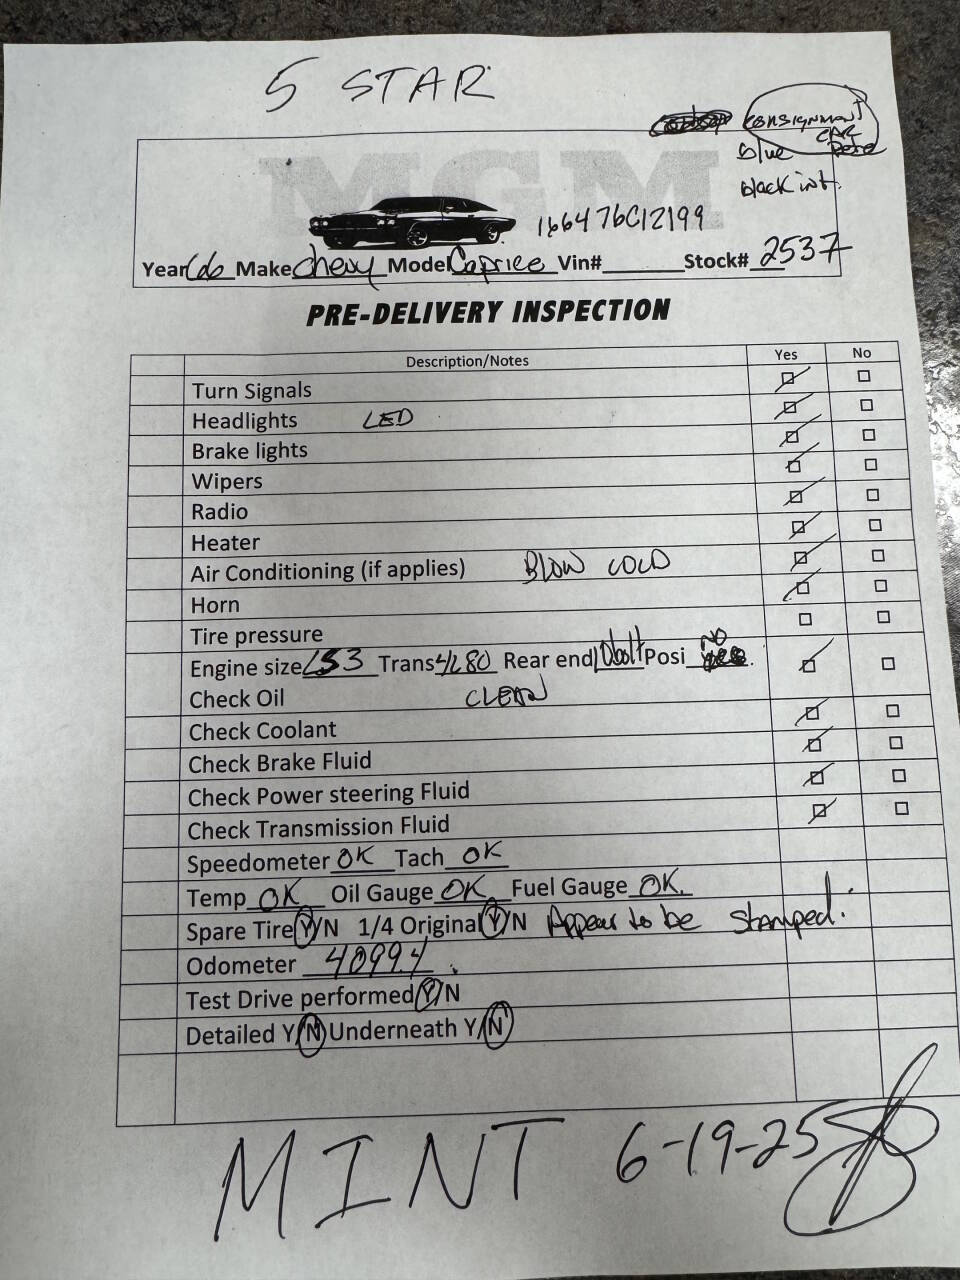 5 STAR
CONSIGNMENT
CAR
blue
black int.
MGM
166476C12199
Year 66 Make Chevy Model Caprice Vin# Stock# 2537
PRE-DELIVERY INSPECTION
Description/Notes Yes No
Turn Signals
Headlights LED
Brake lights
Wipers
Radio
Heater
Air Conditioning (if applies) BLOW COLD
Horn
Tire pressure
NO
Engine size LS3 Trans 4L80 Rear end 10bolt Posi
Check Oil CLEAN
Check Coolant
Check Brake Fluid
Check Power steering Fluid
Check Transmission Fluid
Speedometer OK Tach OK
Temp OK Oil Gauge OK Fuel Gauge OK.
Spare Tire Y/N 1/4 Original Y/N Appear to be stamped.
Odometer 4099.4
Test Drive performed Y/N
Detailed Y/N Underneath Y/N
MINT 6-19-25